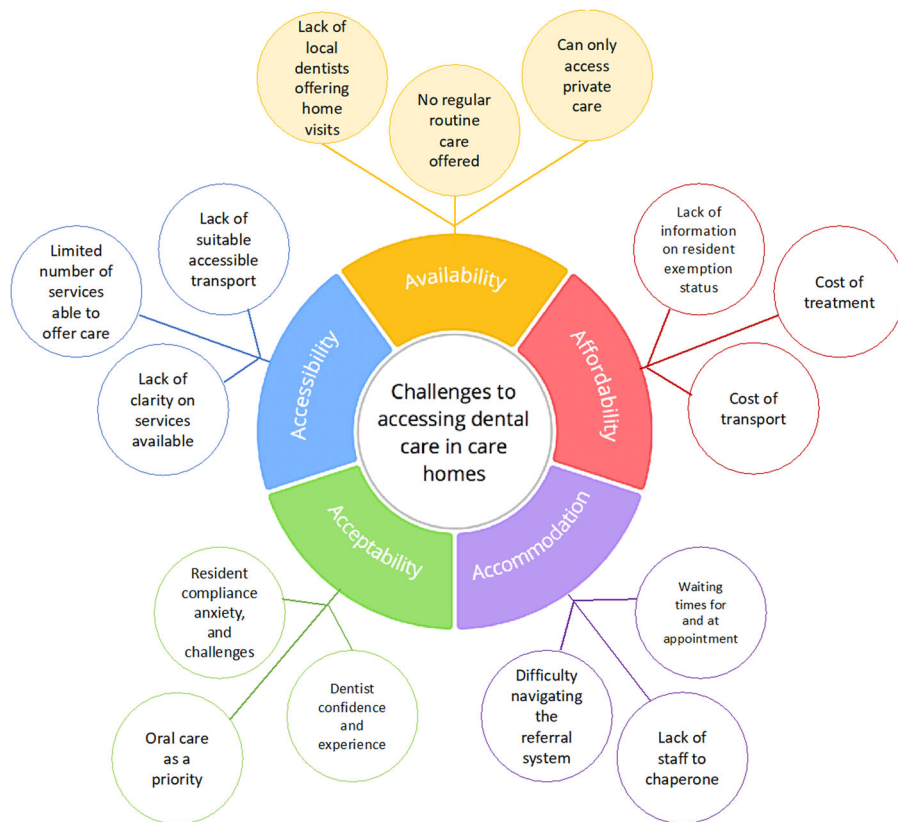 Lack of
local
dentists
offering
home
visits
No regular
routine
care
offered
Can only
access
private
care
Lack of
suitable
accessible
transport
Limited
number of
services
able to
offer care
Lack of
clarity on
services
available
Lack of
information
on resident
exemption
status
Cost of
treatment
Cost of
transport
Availability
Accessibility
Affordability
Challenges to
accessing dental
care in care
homes
Acceptability
Accommodation
Resident
compliance
anxiety,
and
challenges
Dentist
confidence
and
experience
Oral care
as a
priority
Waiting
times for
and at
appointment
Difficulty
navigating
the
referral
system
Lack of
staff to
chaperone